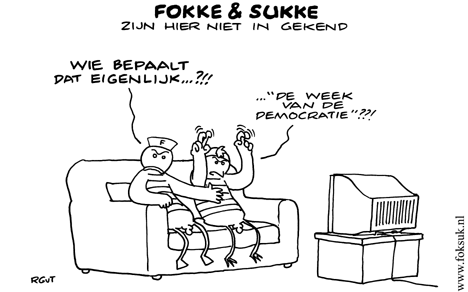 FOKKE & SUKKE
ZIJN HIER NIET IN GEKEND
WIE BEPAALT
DAT EIGENLIJK...?!!
..."DE WEEK
VAN DE
DEMOCRATIE"??!
F
RGvT
www.foksuk.nl